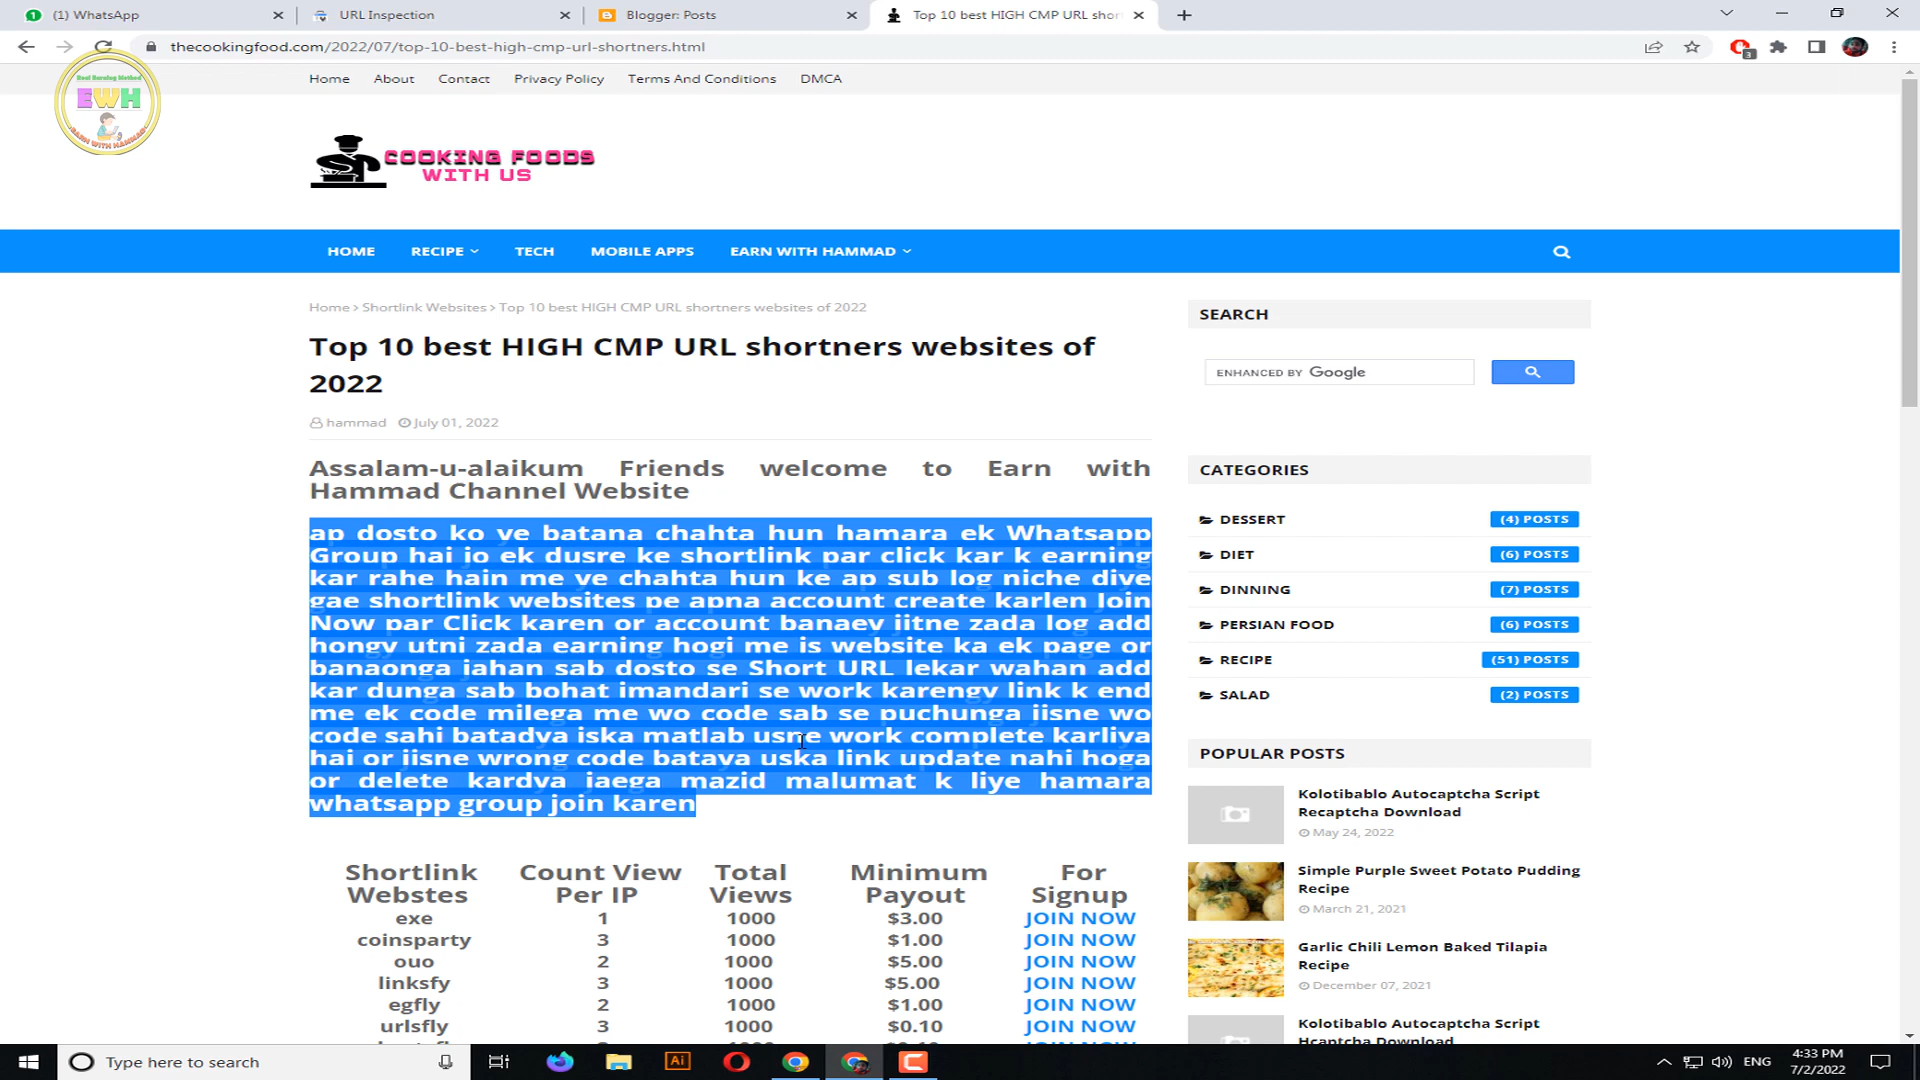 (1) WhatsApp
URL Inspection
Blogger: Posts
Top 10 best HIGH CMP URL shor
thecookingfood.com/2022/07/top-10-best-high-cmp-url-shortners.html
3
Home About Contact Privacy Policy Terms And Conditions DMCA
Real Earning Method
EWH
EARN WITH HAMMAD
COOKING FOODS
WITH US
HOME RECIPE TECH MOBILE APPS EARN WITH HAMMAD
Home > Shortlink Websites > Top 10 best HIGH CMP URL shortners websites of 2022
Top 10 best HIGH CMP URL shortners websites of
2022
hammad July 01, 2022
Assalam-u-alaikum Friends welcome to Earn with
Hammad Channel Website
ap dosto ko ye batana chahta hun hamara ek Whatsapp
Group hai jo ek dusre ke shortlink par click kar k earning
kar rahe hain me ye chahta hun ke ap sub log niche diye
gae shortlink websites pe apna account create karlen Join
Now par Click karen or account banaey jitne zada log add
hongy utni zada earning hogi me is website ka ek page or
banaonga jahan sab dosto se Short URL lekar wahan add
kar dunga sab bohat imandari se work karengy link k end
me ek code milega me wo code sab se puchunga jisne wo
code sahi batadya iska matlab usne work complete karliya
hai or jisne wrong code bataya uska link update nahi hoga
or delete kardya jaega mazid malumat k liye hamara
whatsapp group join karen
Shortlink Webstes Count View Per IP Total Views Minimum Payout For Signup
exe 1 1000 $3.00 JOIN NOW
coinsparty 3 1000 $1.00 JOIN NOW
ouo 2 1000 $5.00 JOIN NOW
linksfy 3 1000 $5.00 JOIN NOW
egfly 2 1000 $1.00 JOIN NOW
urlsfly 3 1000 $0.10 JOIN NOW
SEARCH
ENHANCED BY Google
CATEGORIES
DESSERT (4) POSTS
DIET (6) POSTS
DINNING (7) POSTS
PERSIAN FOOD (6) POSTS
RECIPE (51) POSTS
SALAD (2) POSTS
POPULAR POSTS
Kolotibablo Autocaptcha Script
Recaptcha Download
May 24, 2022
Simple Purple Sweet Potato Pudding
Recipe
March 21, 2021
Garlic Chili Lemon Baked Tilapia
Recipe
December 07, 2021
Kolotibablo Autocaptcha Script
Hcaptcha Download
Type here to search
Ai
ENG
4:33 PM
7/2/2022